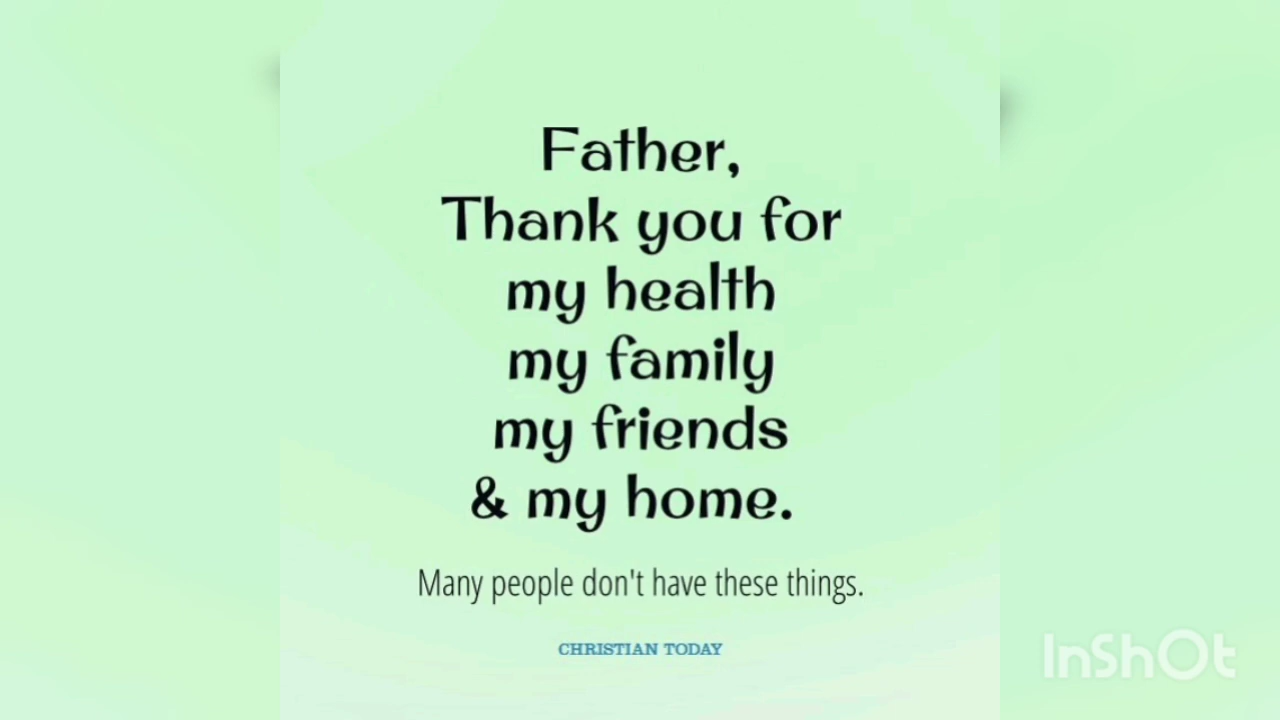 Father,
Thank you for
my health
my family
my friends
& my home.
Many people don't have these things.
CHRISTIAN TODAY
InShOt